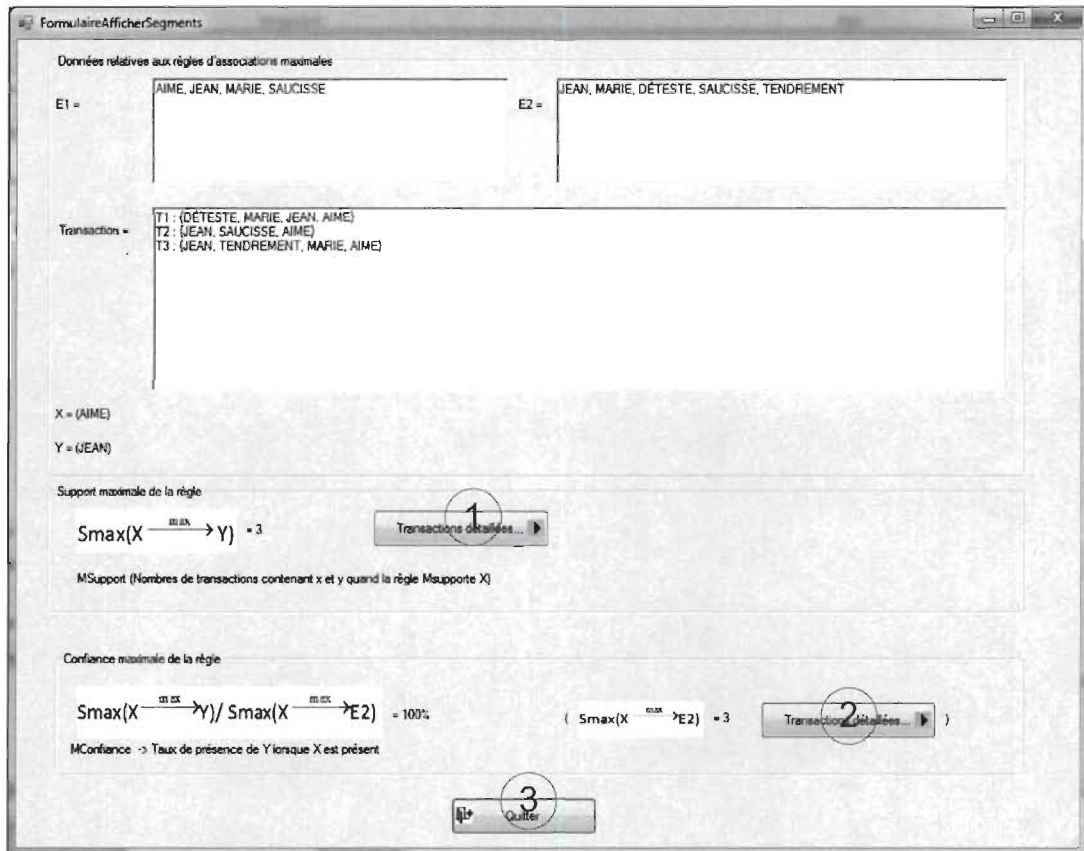 FormulaireAfficherSegments
Données relatives aux règles d'associations maximales
E1 =
AIME, JEAN, MARIE, SAUCISSE
E2 =
JEAN, MARIE, DÉTESTE, SAUCISSE, TENDREMENT
Transaction =
T1 : {DÉTESTE, MARIE, JEAN, AIME}
T2 : {JEAN, SAUCISSE, AIME}
T3 : {JEAN, TENDREMENT, MARIE, AIME}
X = {AIME}
Y = {JEAN}
Support maximale de la règle
Smax(X max→ Y) = 3
1
Transactions détaillées...
MSupport (Nombres de transactions contenant x et y quand la règle Msupporte X)
Confiance maximale de la règle
Smax(X max→Y)/ Smax(X max→E2) = 100%
( Smax(X max→E2) = 3
2
Transactions détaillées... )
MConfiance -> Taux de présence de Y lorsque X est présent
3
Quitter